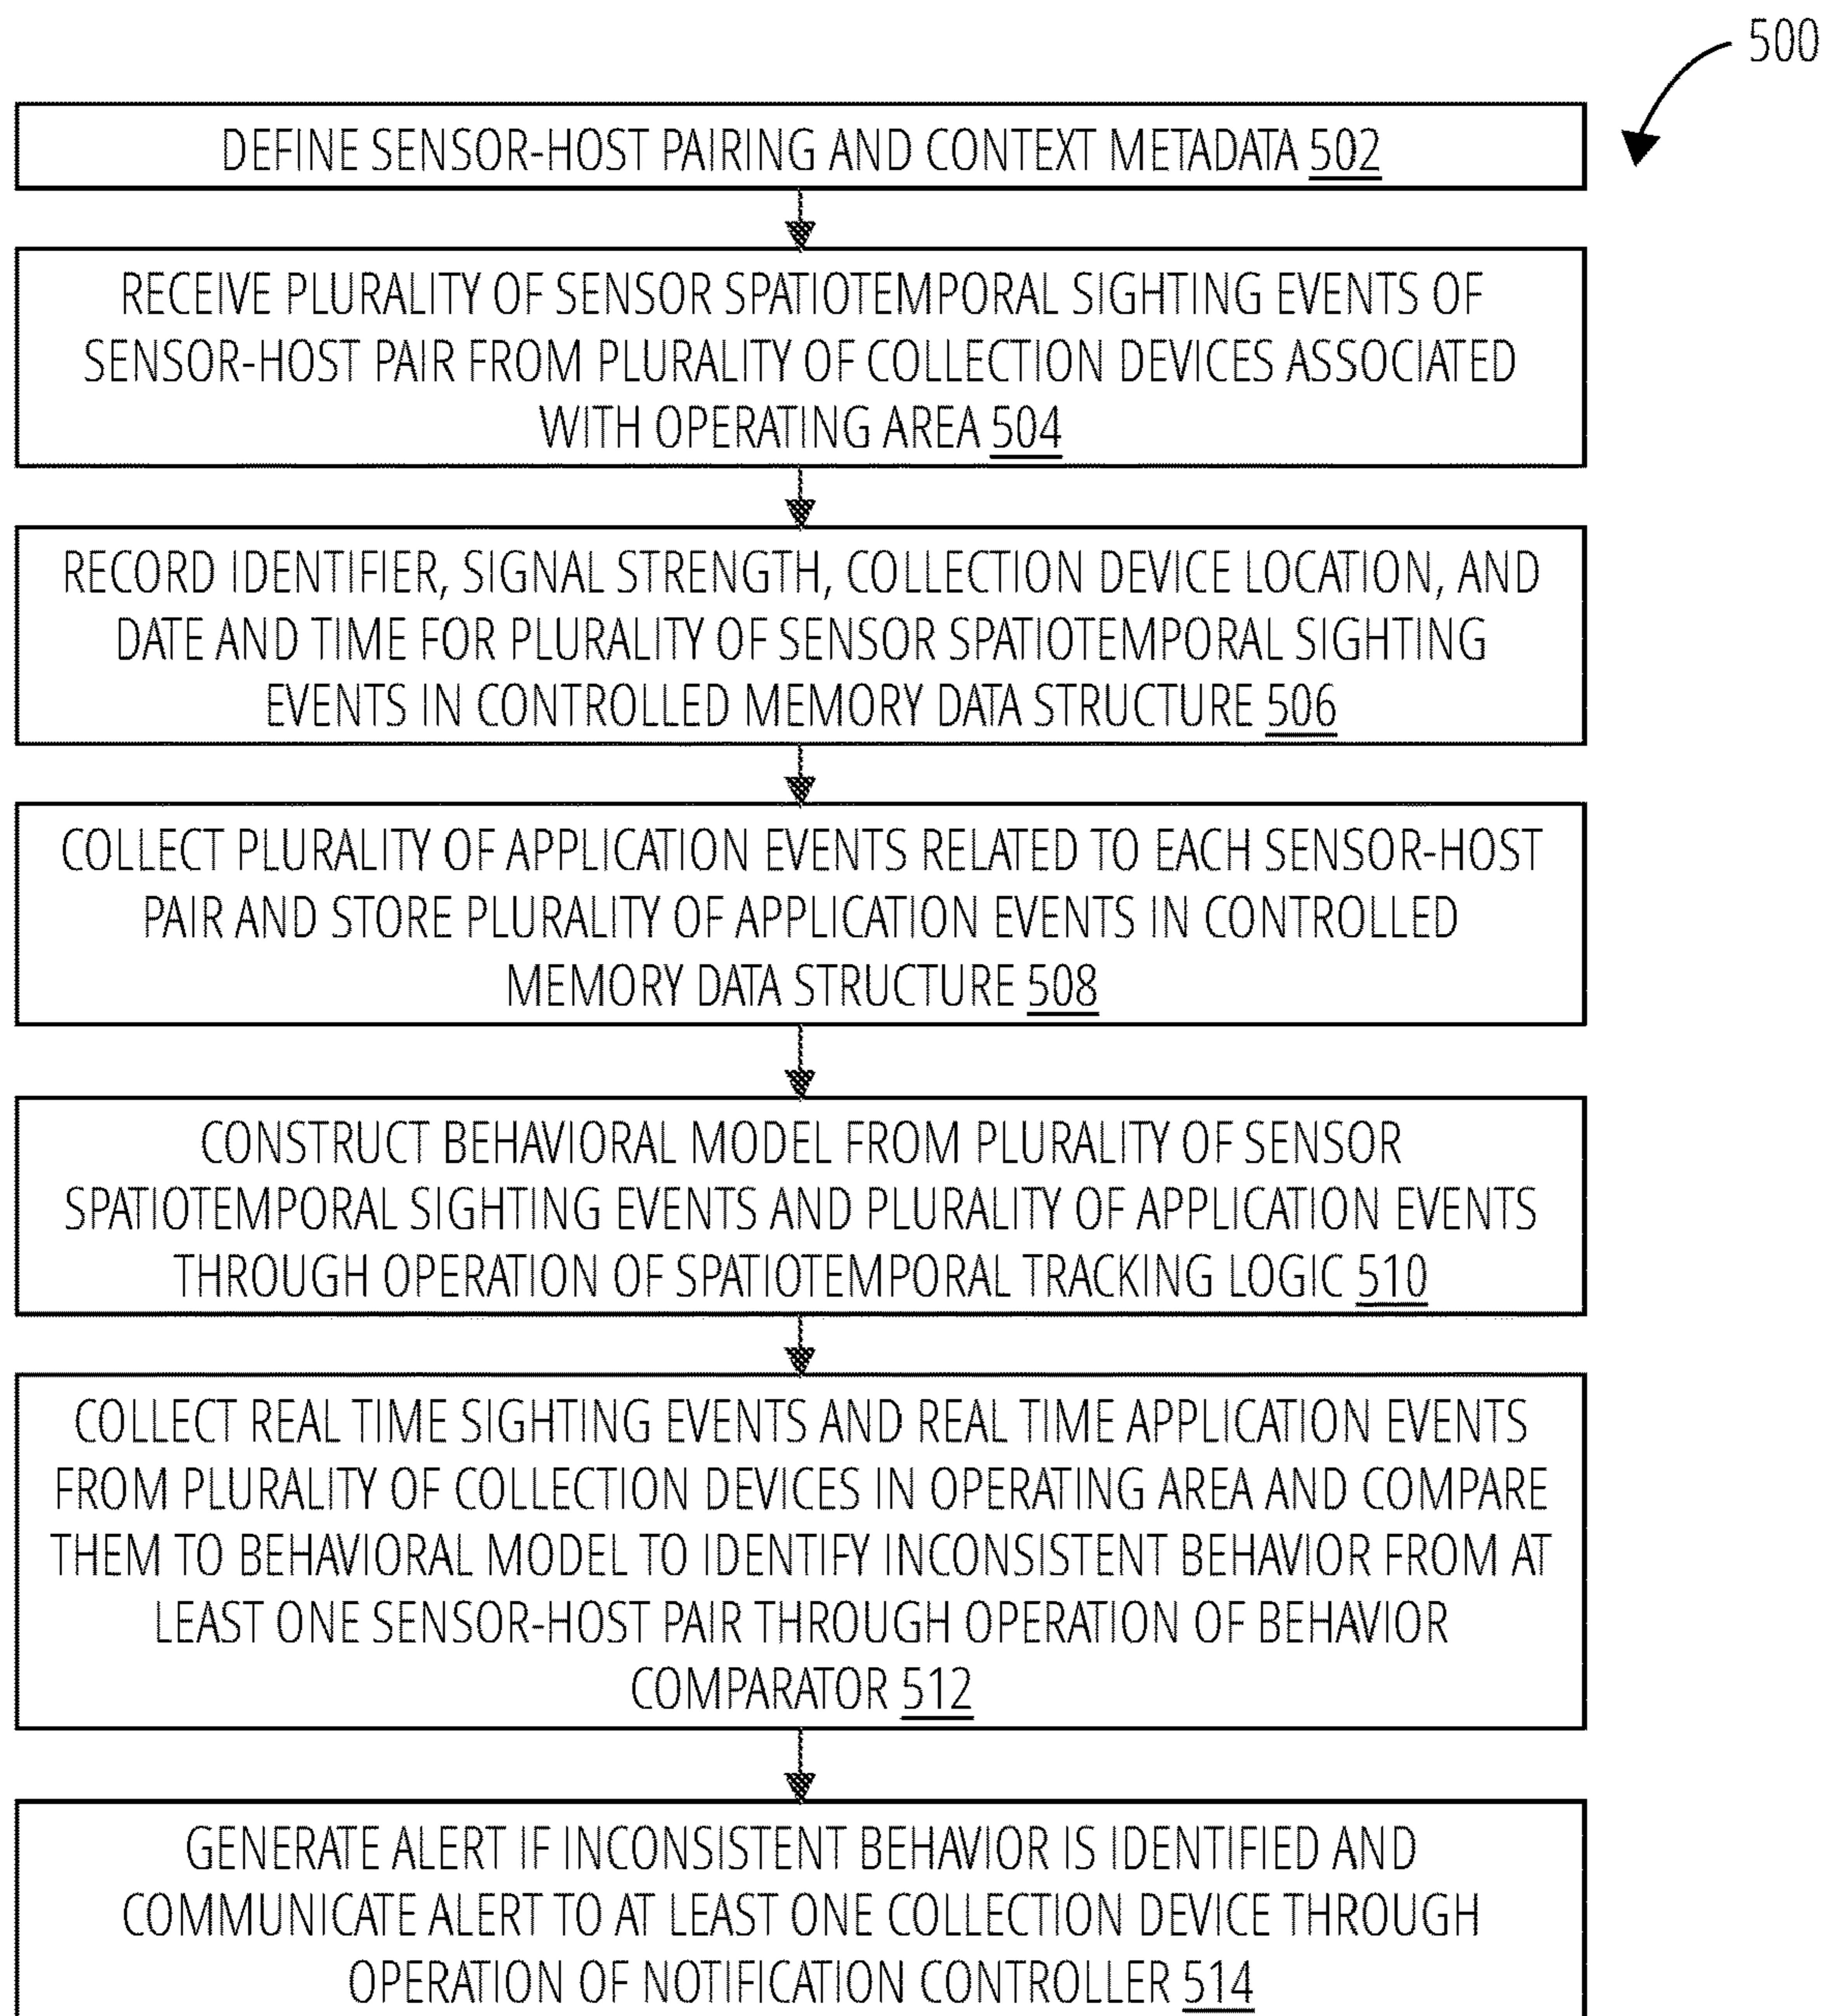 500
DEFINE SENSOR-HOST PAIRING AND CONTEXT METADATA 502
RECEIVE PLURALITY OF SENSOR SPATIOTEMPORAL SIGHTING EVENTS OF
SENSOR-HOST PAIR FROM PLURALITY OF COLLECTION DEVICES ASSOCIATED
WITH OPERATING AREA 504
RECORD IDENTIFIER, SIGNAL STRENGTH, COLLECTION DEVICE LOCATION, AND
DATE AND TIME FOR PLURALITY OF SENSOR SPATIOTEMPORAL SIGHTING
EVENTS IN CONTROLLED MEMORY DATA STRUCTURE 506
COLLECT PLURALITY OF APPLICATION EVENTS RELATED TO EACH SENSOR-HOST
PAIR AND STORE PLURALITY OF APPLICATION EVENTS IN CONTROLLED
MEMORY DATA STRUCTURE 508
CONSTRUCT BEHAVIORAL MODEL FROM PLURALITY OF SENSOR
SPATIOTEMPORAL SIGHTING EVENTS AND PLURALITY OF APPLICATION EVENTS
THROUGH OPERATION OF SPATIOTEMPORAL TRACKING LOGIC 510
COLLECT REAL TIME SIGHTING EVENTS AND REAL TIME APPLICATION EVENTS
FROM PLURALITY OF COLLECTION DEVICES IN OPERATING AREA AND COMPARE
THEM TO BEHAVIORAL MODEL TO IDENTIFY INCONSISTENT BEHAVIOR FROM AT
LEAST ONE SENSOR-HOST PAIR THROUGH OPERATION OF BEHAVIOR
COMPARATOR 512
GENERATE ALERT IF INCONSISTENT BEHAVIOR IS IDENTIFIED AND
COMMUNICATE ALERT TO AT LEAST ONE COLLECTION DEVICE THROUGH
OPERATION OF NOTIFICATION CONTROLLER 514